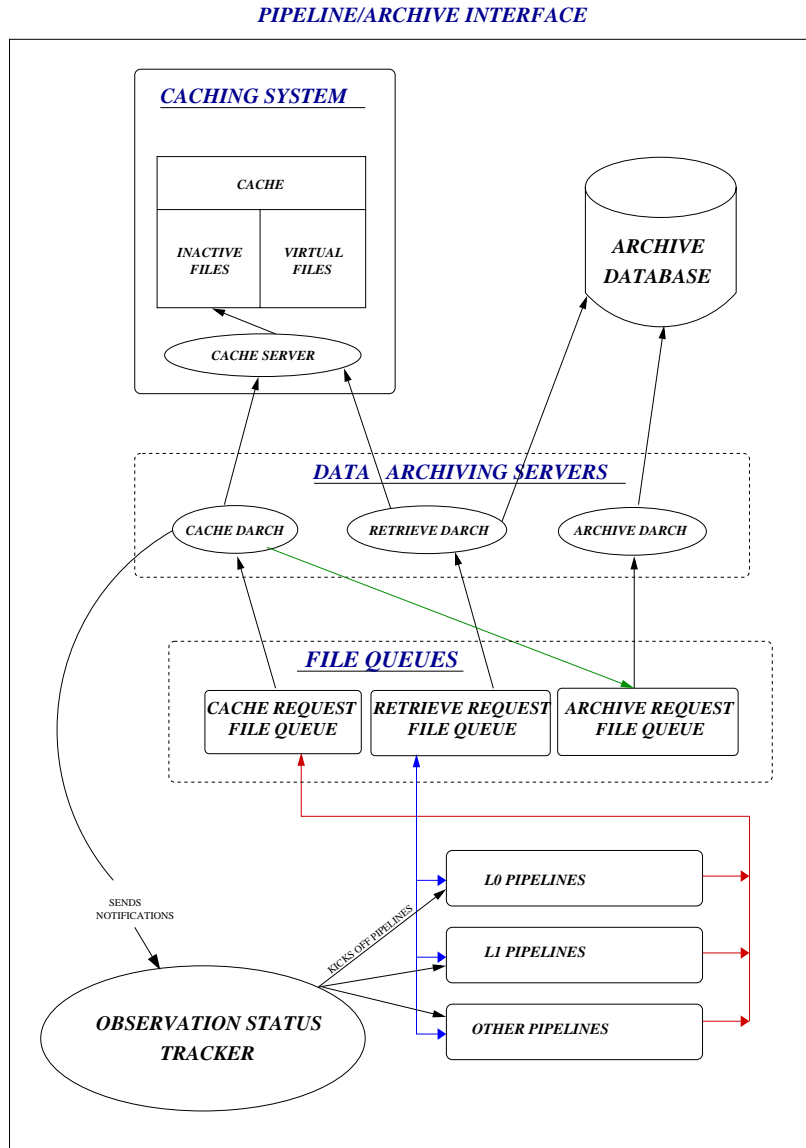 PIPELINE/ARCHIVE INTERFACE
CACHING SYSTEM
CACHE
INACTIVE
FILES
VIRTUAL
FILES
CACHE SERVER
ARCHIVE
DATABASE
DATA ARCHIVING SERVERS
CACHE DARCH
RETRIEVE DARCH
ARCHIVE DARCH
FILE QUEUES
CACHE REQUEST
FILE QUEUE
RETRIEVE REQUEST
FILE QUEUE
ARCHIVE REQUEST
FILE QUEUE
L0 PIPELINES
SENDS
NOTIFICATIONS
KICKS OFF PIPELINES
L1 PIPELINES
OTHER PIPELINES
OBSERVATION STATUS
TRACKER